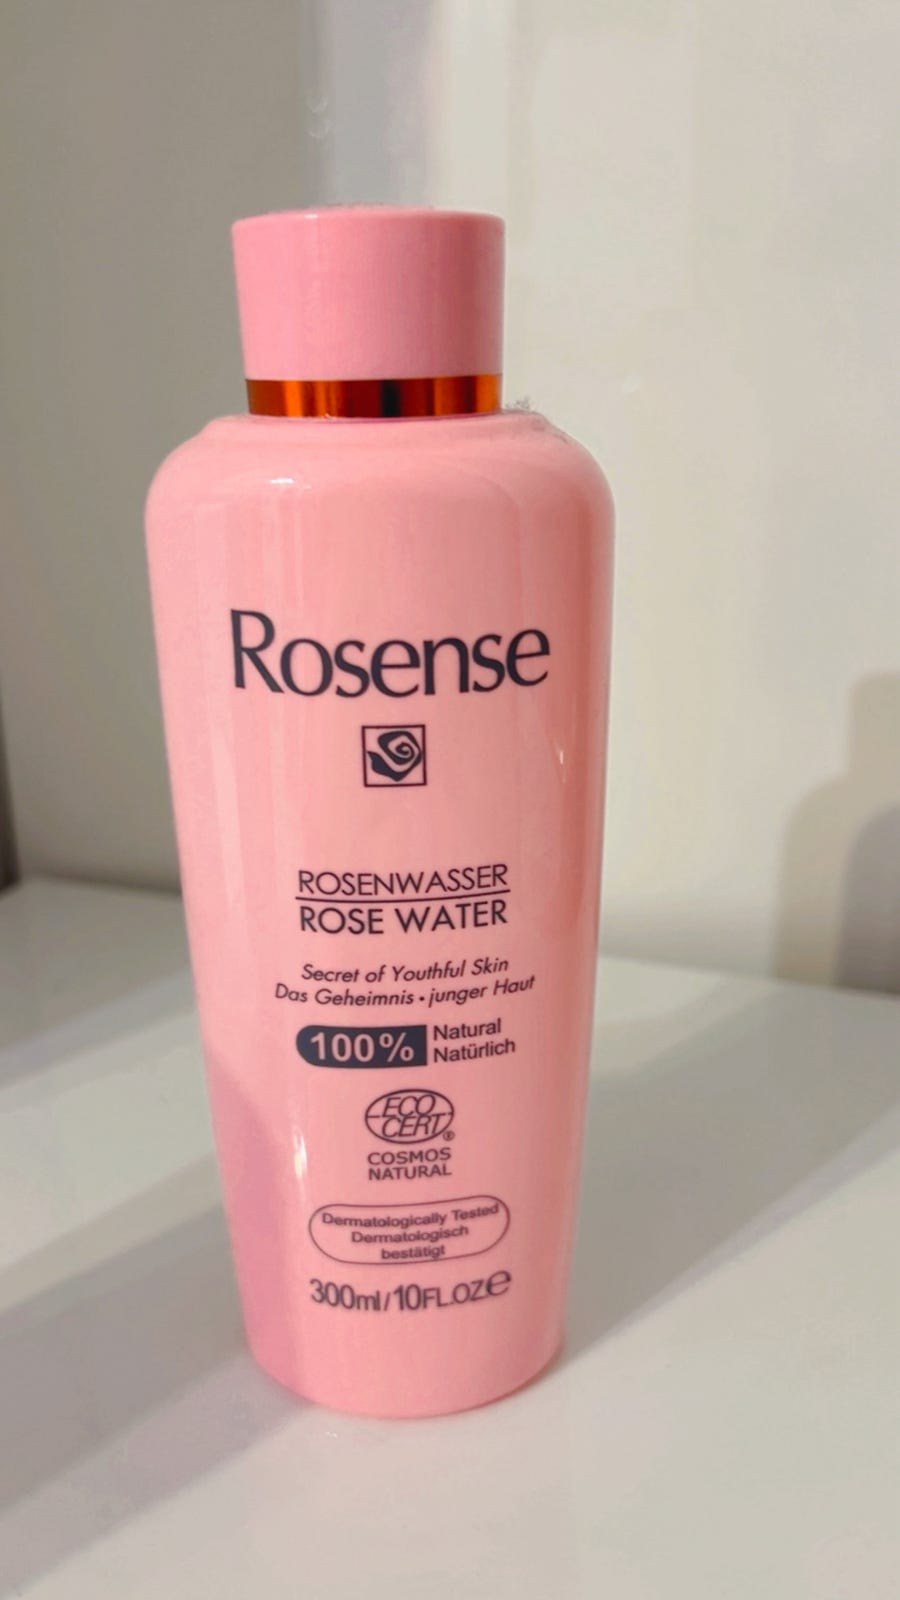 Rosense
ROSENWASSER
ROSE WATER
Secret of Youthful Skin
Das Geheimnis • junger Haut
100% Natural
Natürlich
ECO
CERT®
COSMOS
NATURAL
Dermatologically Tested
Dermatologisch
bestätigt
300ml/10FL.OZ℮